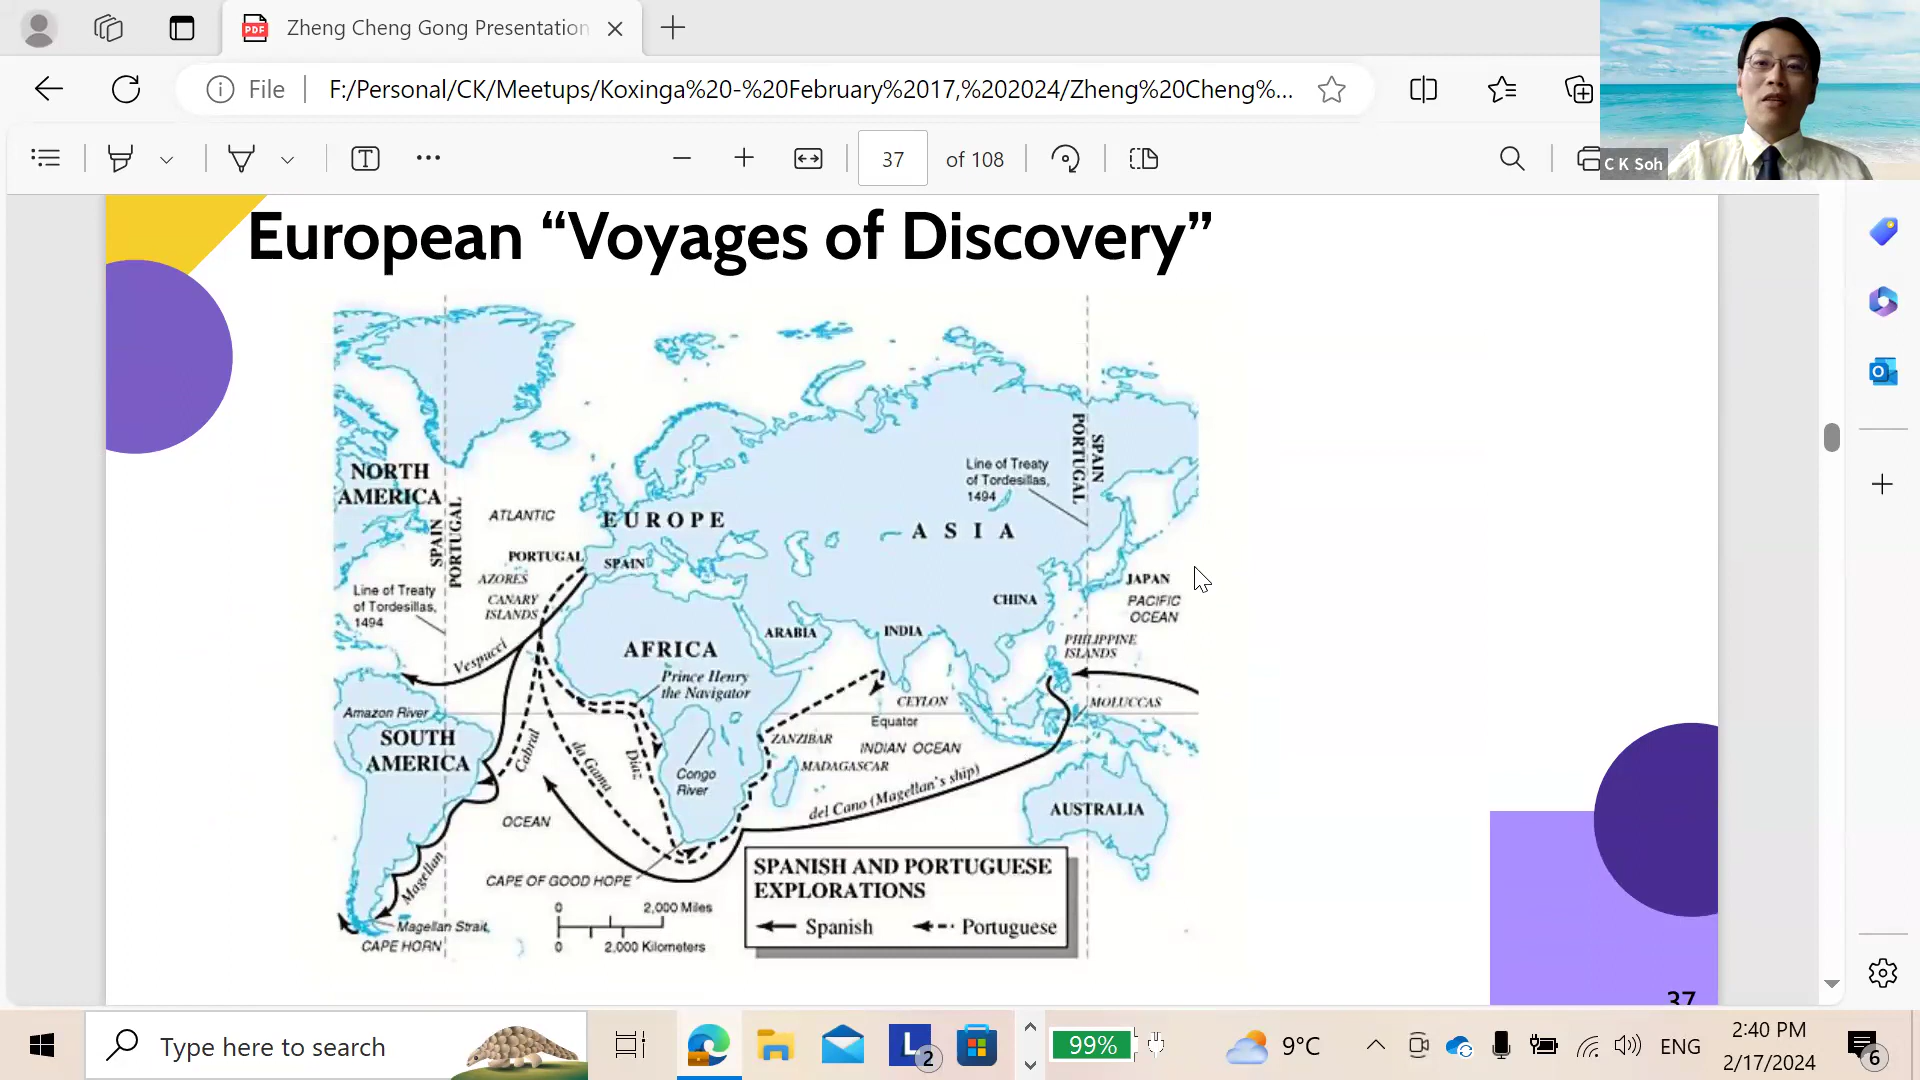 Zheng Cheng Gong Presentation
File
F:/Personal/CK/Meetups/Koxinga%20-%20February%2017,%202024/Zheng%20Cheng%...
37
of 108
C K Soh
European “Voyages of Discovery”
NORTH
AMERICA
SPAIN
PORTUGAL
ATLANTIC
EUROPE
ASIA
Line of Treaty
of Tordesillas,
1494
PORTUGAL
SPAIN
PORTUGAL
SPAIN
AZORES
CANARY
ISLANDS
Line of Treaty
of Tordesillas,
1494
CHINA
JAPAN
PACIFIC
OCEAN
ARABIA
INDIA
PHILIPPINE
ISLANDS
AFRICA
Prince Henry
the Navigator
Vespucci
Amazon River
SOUTH
AMERICA
CEYLON
Equator
MOLUCCAS
ZANZIBAR
INDIAN OCEAN
MADAGASCAR
Cabral
da Gama
Diaz
Congo
River
del Cano (Magellan's ship)
AUSTRALIA
OCEAN
Magellan
CAPE OF GOOD HOPE
Magellan Strait,
CAPE HORN
0
2,000 Miles
0
2,000 Kilometers
SPANISH AND PORTUGUESE
EXPLORATIONS
Spanish
Portuguese
37
Type here to search
L
2
99%
9°C
ENG
2:40 PM
2/17/2024
6